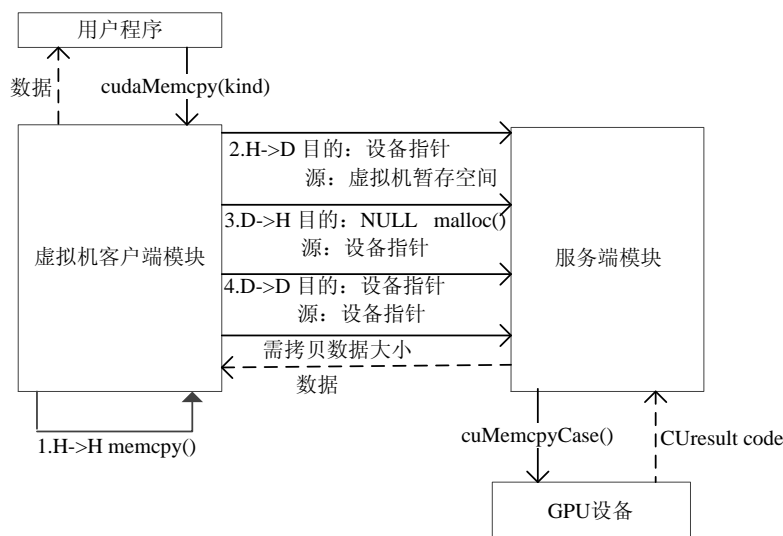 用户程序
数据
cudaMemcpy(kind)
2.H->D 目的：设备指针
源：虚拟机暂存空间
3.D->H 目的：NULL malloc()
源：设备指针
虚拟机客户端模块
服务端模块
4.D->D 目的：设备指针
源：设备指针
需拷贝数据大小
数据
1.H->H memcpy()
cuMemcpyCase()
CUresult code
GPU设备